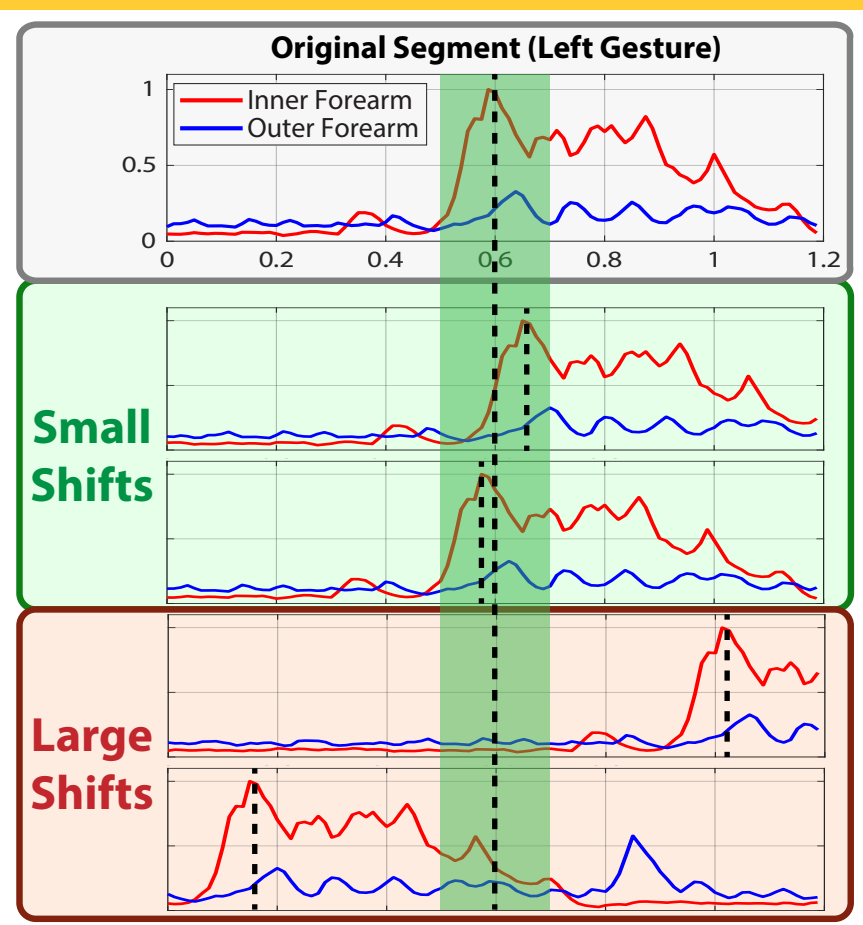 Original Segment (Left Gesture)
1
Inner Forearm
Outer Forearm
0.5
0
0 0.2 0.4 0.6 0.8 1 1.2
Small
Shifts
Large
Shifts